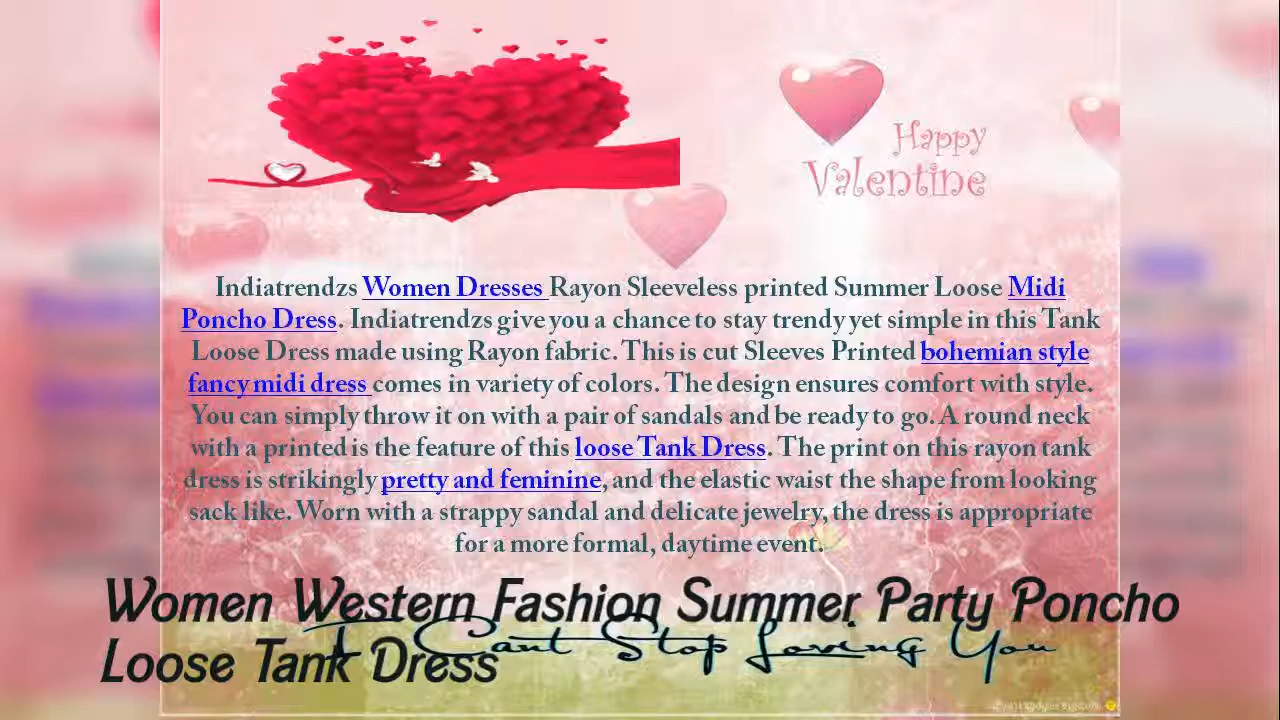 Happy
Valentine
Indiatrendzs Women Dresses Rayon Sleeveless printed Summer Loose Midi
Poncho Dress. Indiatrendzs give you a chance to stay trendy yet simple in this Tank
Loose Dress made using Rayon fabric. This is cut Sleeves Printed bohemian style
fancy midi dress comes in variety of colors. The design ensures comfort with style.
You can simply throw it on with a pair of sandals and be ready to go. A round neck
with a printed is the feature of this loose Tank Dress. The print on this rayon tank
dress is strikingly pretty and feminine, and the elastic waist the shape from looking
sack like. Worn with a strappy sandal and delicate jewelry, the dress is appropriate
for a more formal, daytime event.
Women Western Fashion Summer Party Poncho
I Cant Stop Loving You
Loose Tank Dress